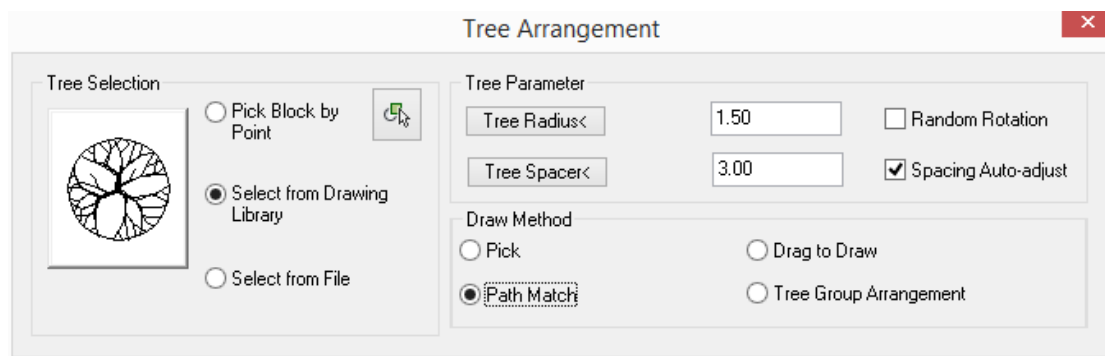 Tree Arrangement
Tree Selection
Pick Block by
Point
Select from Drawing
Library
Select from File
Tree Parameter
Tree Radius< 1.50 Random Rotation
Tree Spacer< 3.00 Spacing Auto-adjust
Draw Method
Pick Drag to Draw
Path Match Tree Group Arrangement